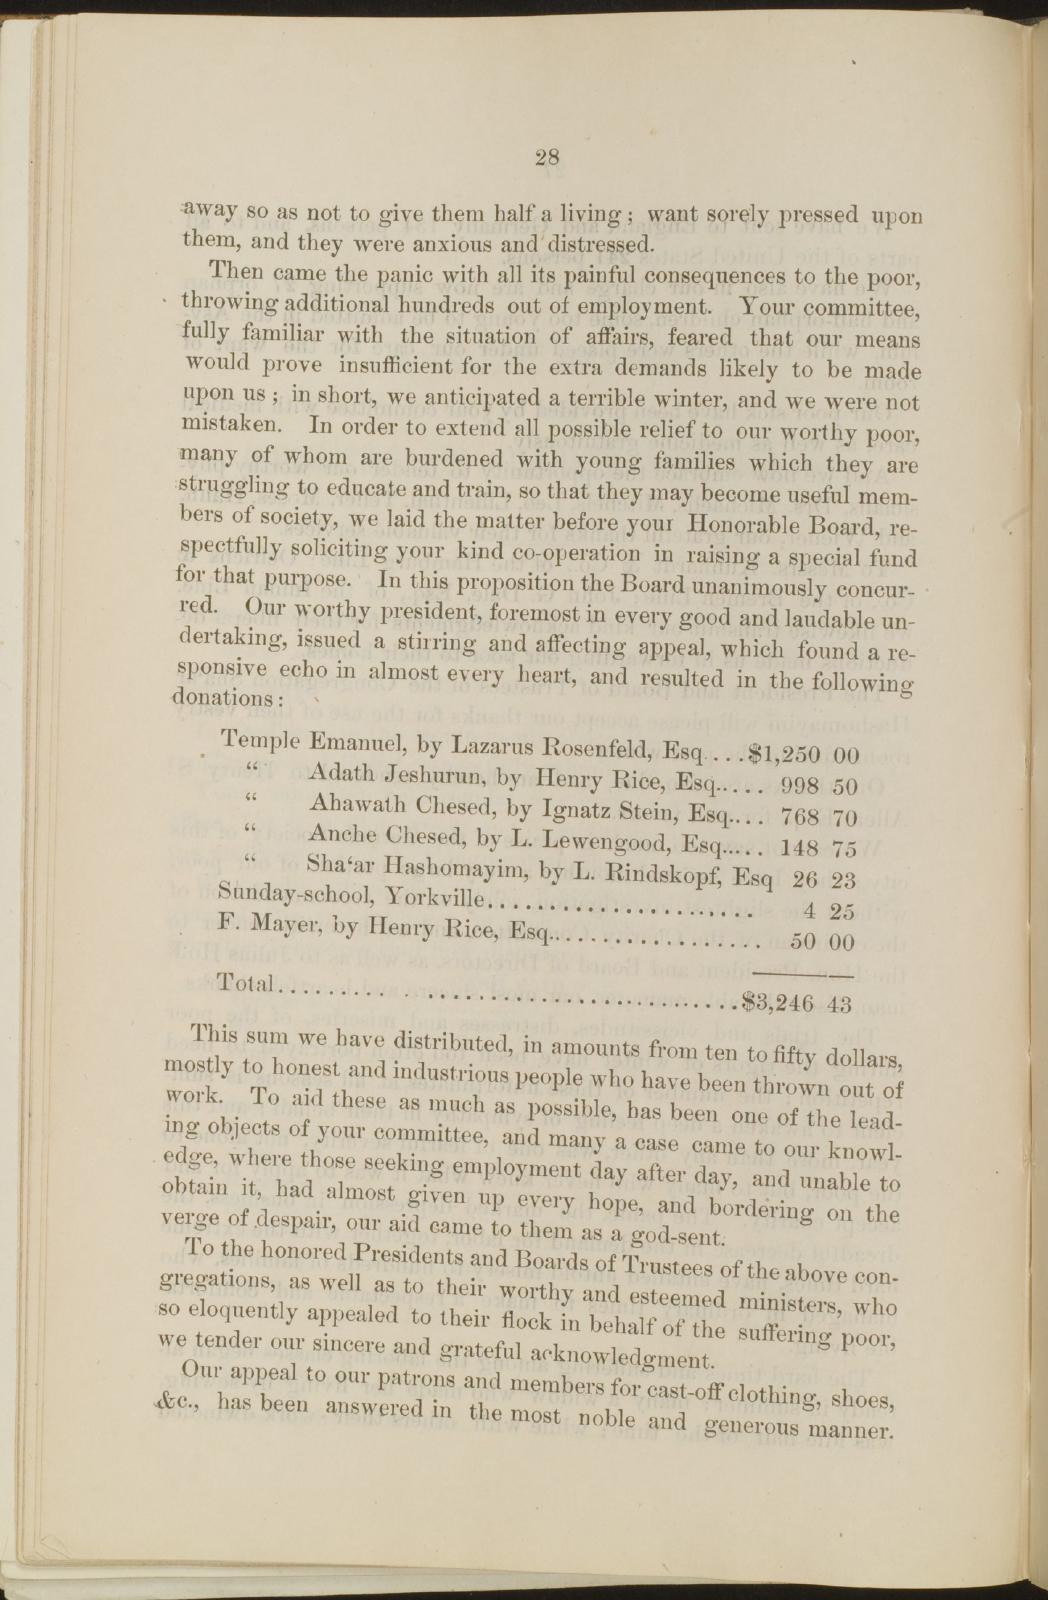 28
away so as not to give them half a living; want sorely pressed upon
them, and they were anxious and distressed.
Then came the panic with all its painful consequences to the poor,
throwing additional hundreds out of employment. Your committee,
fully familiar with the situation of affairs, feared that our means
would prove insufficient for the extra demands likely to be made
upon us; in short, we anticipated a terrible winter, and we were not
mistaken. In order to extend all possible relief to our worthy poor,
many of whom are burdened with young families which they are
struggling to educate and train, so that they may become useful mem-
bers of society, we laid the matter before your Honorable Board, re-
spectfully soliciting your kind co-operation in raising a special fund
for that purpose. In this proposition the Board unanimously concur-
red. Our worthy president, foremost in every good and laudable un-
dertaking, issued a stirring and affecting appeal, which found a re-
sponsive echo in almost every heart, and resulted in the following
donations:
Temple Emanuel, by Lazarus Rosenfeld, Esq....$1,250 00
“ Adath Jeshurun, by Henry Rice, Esq..... 998 50
“ Ahawath Chesed, by Ignatz Stein, Esq.... 768 70
“ Anche Chesed, by L. Lewengood, Esq..... 148 75
“ Sha‘ar Hashomayim, by L. Rindskopf, Esq 26 23
Sunday-school, Yorkville........................ 4 25
F. Mayer, by Henry Rice, Esq................... 50 00
Total.....................................$3,246 43
This sum we have distributed, in amounts from ten to fifty dollars,
mostly to honest and industrious people who have been thrown out of
work. To aid these as much as possible, has been one of the lead-
ing objects of your committee, and many a case came to our knowl-
edge, where those seeking employment day after day, and unable to
obtain it, had almost given up every hope, and bordering on the
verge of despair, our aid came to them as a god-sent.
To the honored Presidents and Boards of Trustees of the above con-
gregations, as well as to their worthy and esteemed ministers, who
so eloquently appealed to their flock in behalf of the suffering poor,
we tender our sincere and grateful acknowledgment.
Our appeal to our patrons and members for cast-off clothing, shoes,
&c., has been answered in the most noble and generous manner.